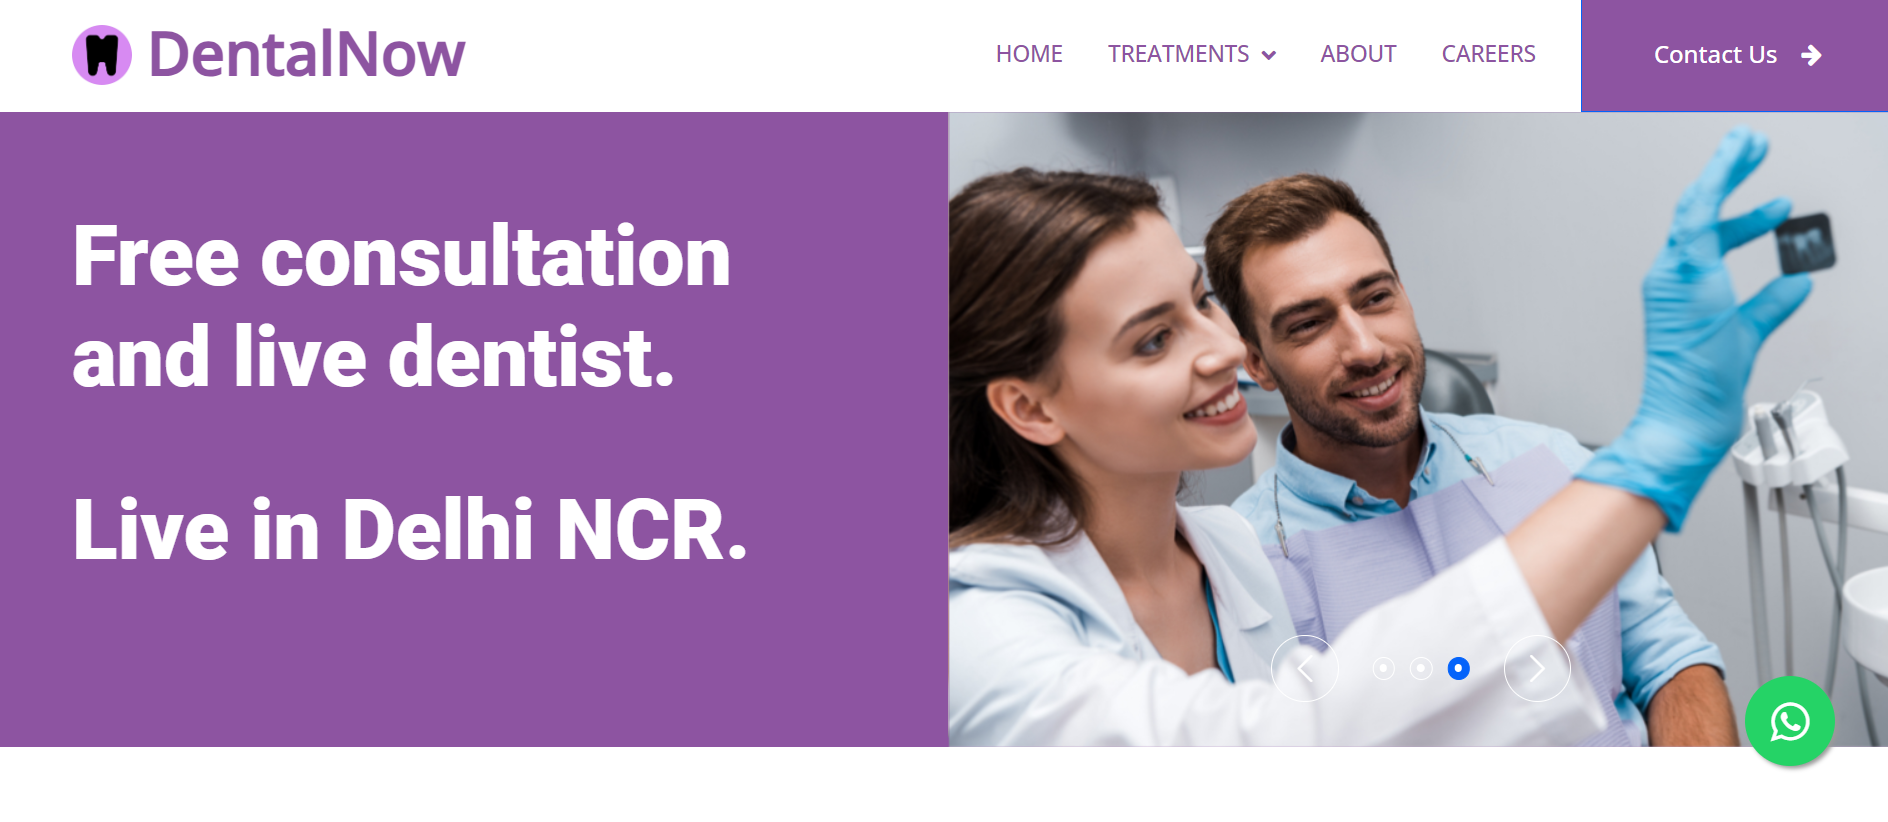 DentalNow
HOME
TREATMENTS
ABOUT
CAREERS
Contact Us
Free consultation
and live dentist.
Live in Delhi NCR.